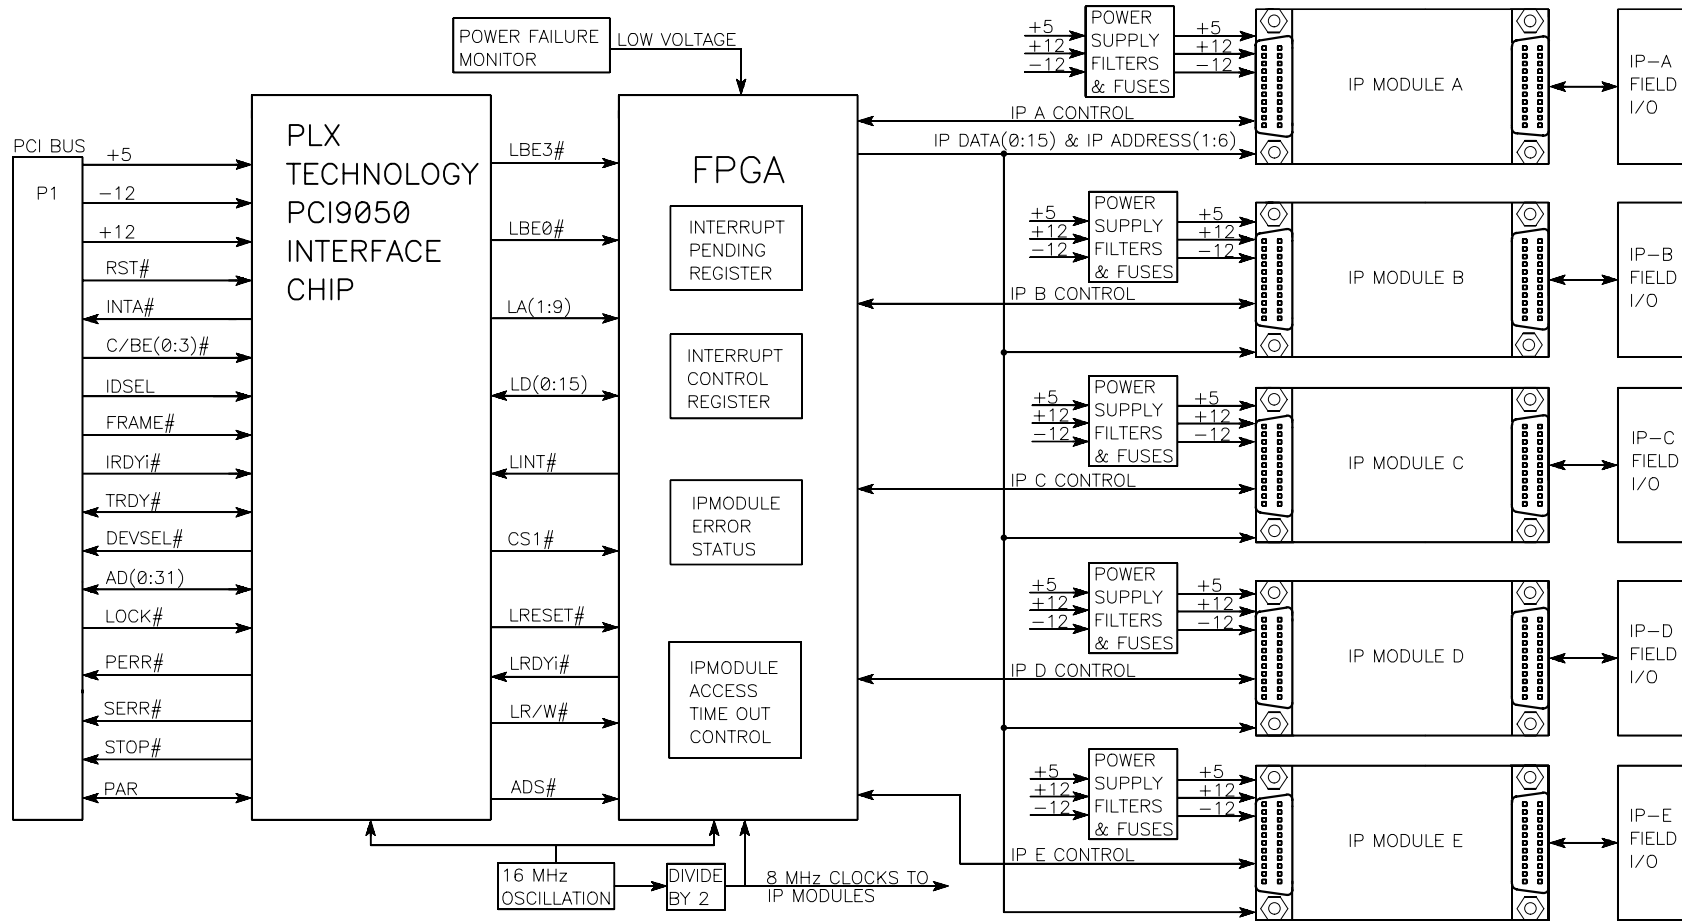 POWER FAILURE
MONITOR
LOW VOLTAGE
PCI BUS
P1
+5
-12
+12
RST#
INTA#
C/BE(0:3)#
IDSEL
FRAME#
IRDYi#
TRDY#
DEVSEL#
AD(0:31)
LOCK#
PERR#
SERR#
STOP#
PAR
PLX
TECHNOLOGY
PCI9050
INTERFACE
CHIP
LBE3#
LBE0#
LA(1:9)
LD(0:15)
LINT#
CS1#
LRESET#
LRDYi#
LR/W#
ADS#
FPGA
INTERRUPT
PENDING
REGISTER
INTERRUPT
CONTROL
REGISTER
IPMODULE
ERROR
STATUS
IPMODULE
ACCESS
TIME OUT
CONTROL
16 MHz
OSCILLATION
DIVIDE
BY 2
8 MHz CLOCKS TO
IP MODULES
+5
+12
-12
POWER
SUPPLY
FILTERS
& FUSES
+5
+12
-12
IP A CONTROL
IP DATA(0:15) & IP ADDRESS(1:6)
IP MODULE A
IP-A
FIELD
I/O
+5
+12
-12
POWER
SUPPLY
FILTERS
& FUSES
+5
+12
-12
IP B CONTROL
IP MODULE B
IP-B
FIELD
I/O
+5
+12
-12
POWER
SUPPLY
FILTERS
& FUSES
+5
+12
-12
IP C CONTROL
IP MODULE C
IP-C
FIELD
I/O
+5
+12
-12
POWER
SUPPLY
FILTERS
& FUSES
+5
+12
-12
IP D CONTROL
IP MODULE D
IP-D
FIELD
I/O
+5
+12
-12
POWER
SUPPLY
FILTERS
& FUSES
+5
+12
-12
IP E CONTROL
IP MODULE E
IP-E
FIELD
I/O